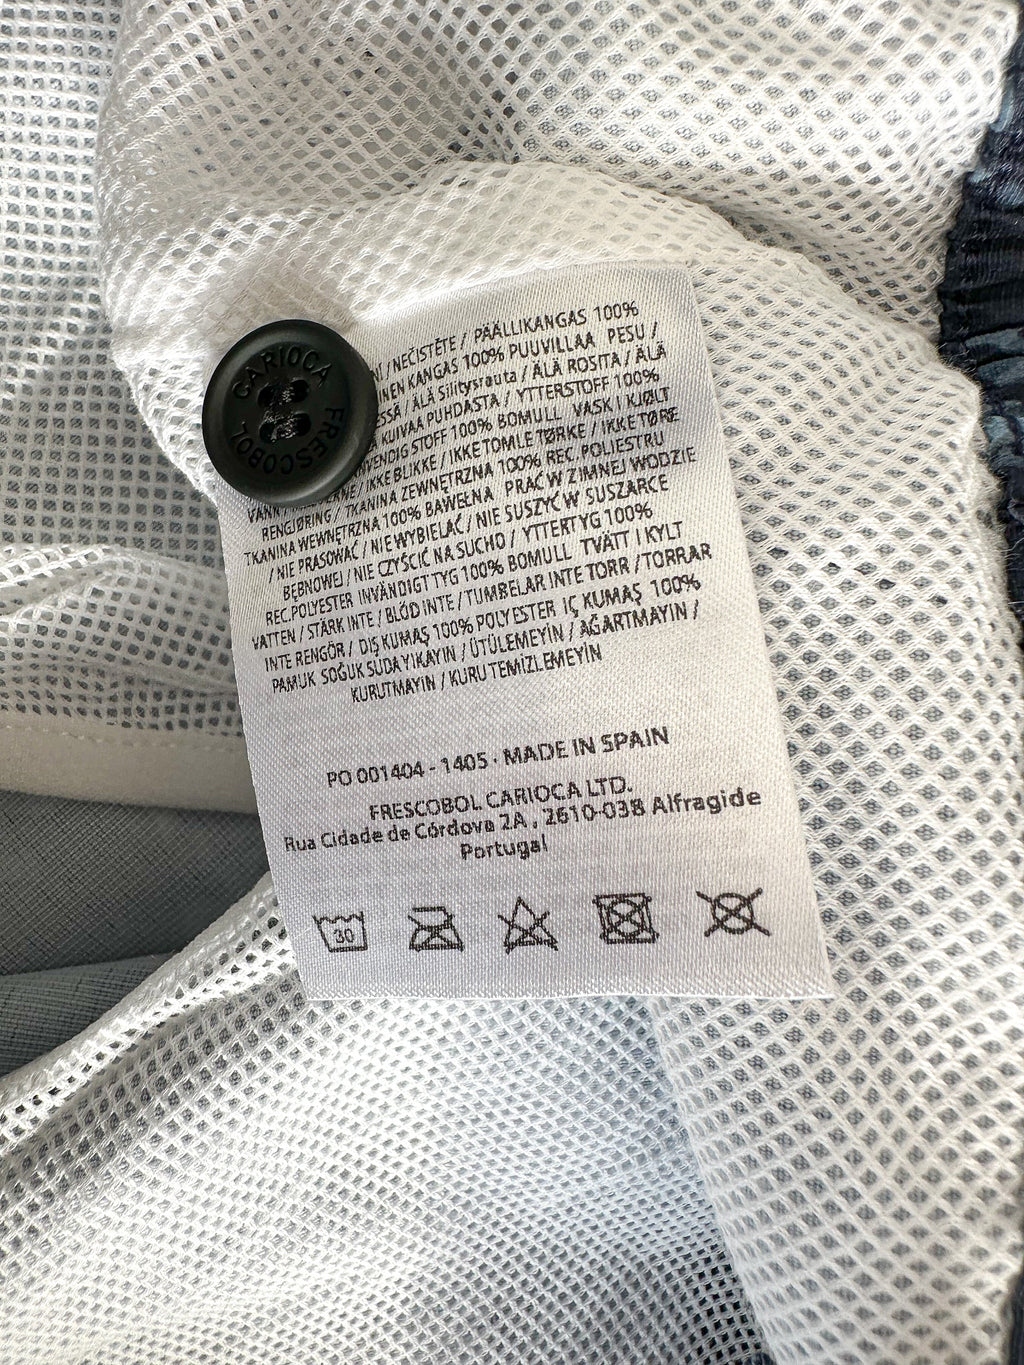 CARIOCA
FRESCOBOL
/ NEČISTĚTE / PÄÄLLIKANGAS 100%
KANGAS 100% PUUVILLAA PESU /
/ ÄLÄ Silitysrauta / ÄLÄ ROSITA / ÄLÄ
KUIVAA PUHDASTA / YTTERSTOFF 100%
STOFF 100% BOMULL VASK I KJØLT
VANN / IKKE BLIKKE / IKKE TOMLE TØRKE / IKKE TØRE
RENGJØRING / TKANINA ZEWNĘTRZNA 100% REC. POLIESTRU
TKANINA WEWNĘTRZNA 100% BAWEŁNA PRAĆ W ZIMNEJ WODZIE
/ NIE PRASOWAĆ / NIE WYBIELAĆ / NIE SUSZYĆ W SUSZARCE
BĘBNOWEJ / NIE CZYŚCIĆ NA SUCHO / YTTERTYG 100%
REC.POLYESTER INVÄNDIGT TYG 100% BOMULL TVÄTT I KYLT
VATTEN / STÄRK INTE / BLÖD INTE / TUMBELAR INTE TORR / TORRAR
INTE RENGÖR / DIŞ KUMAŞ 100% POLYESTER IÇ KUMAŞ 100%
PAMUK SOĞUK SUDA YIKAYIN / ÜTÜLEMEYİN / AĞARTMAYIN /
KURUTMAYIN / KURU TEMIZLEMEYİN
PO 001404 - 1405 · MADE IN SPAIN
FRESCOBOL CARIOCA LTD.
Rua Cidade de Córdova 2A , 2610-038 Alfragide
Portugal
30